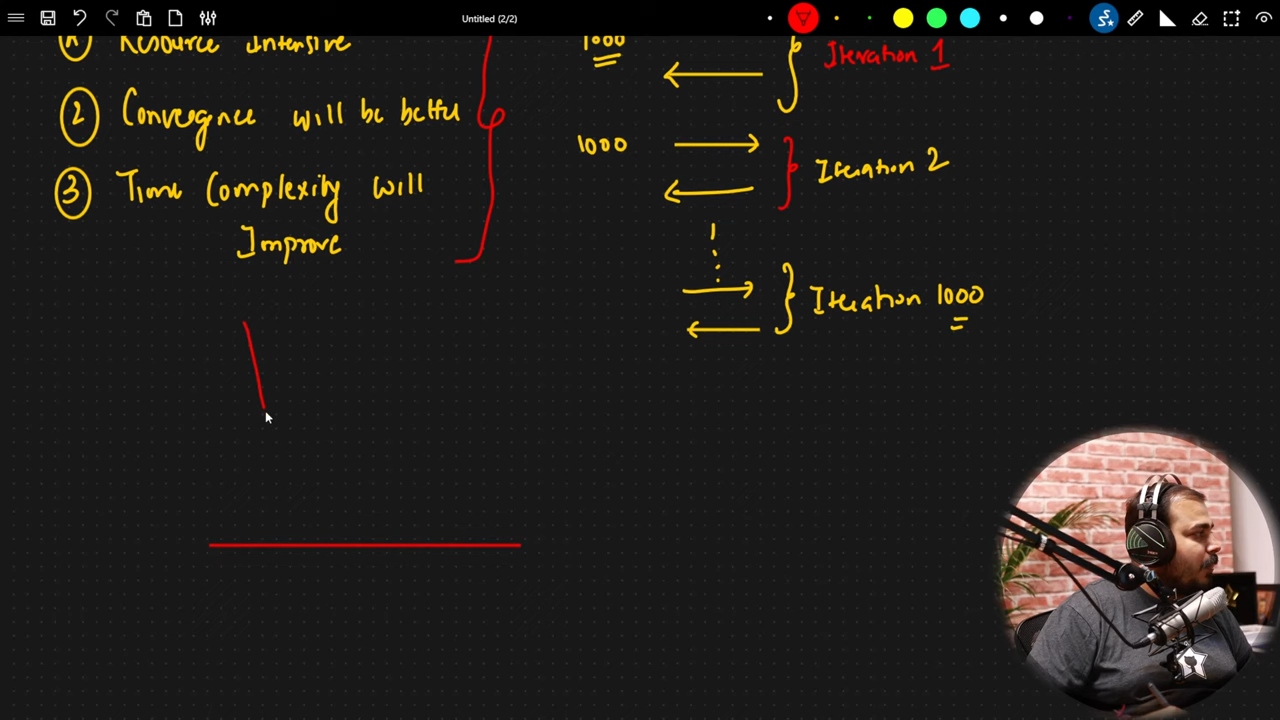 Untitled (2/2)
Resource Intensive
② Convergnce will be better
③ Time Complexity will
Improve
1000
Iteration 1
1000
Iteration 2
Iteration 1000